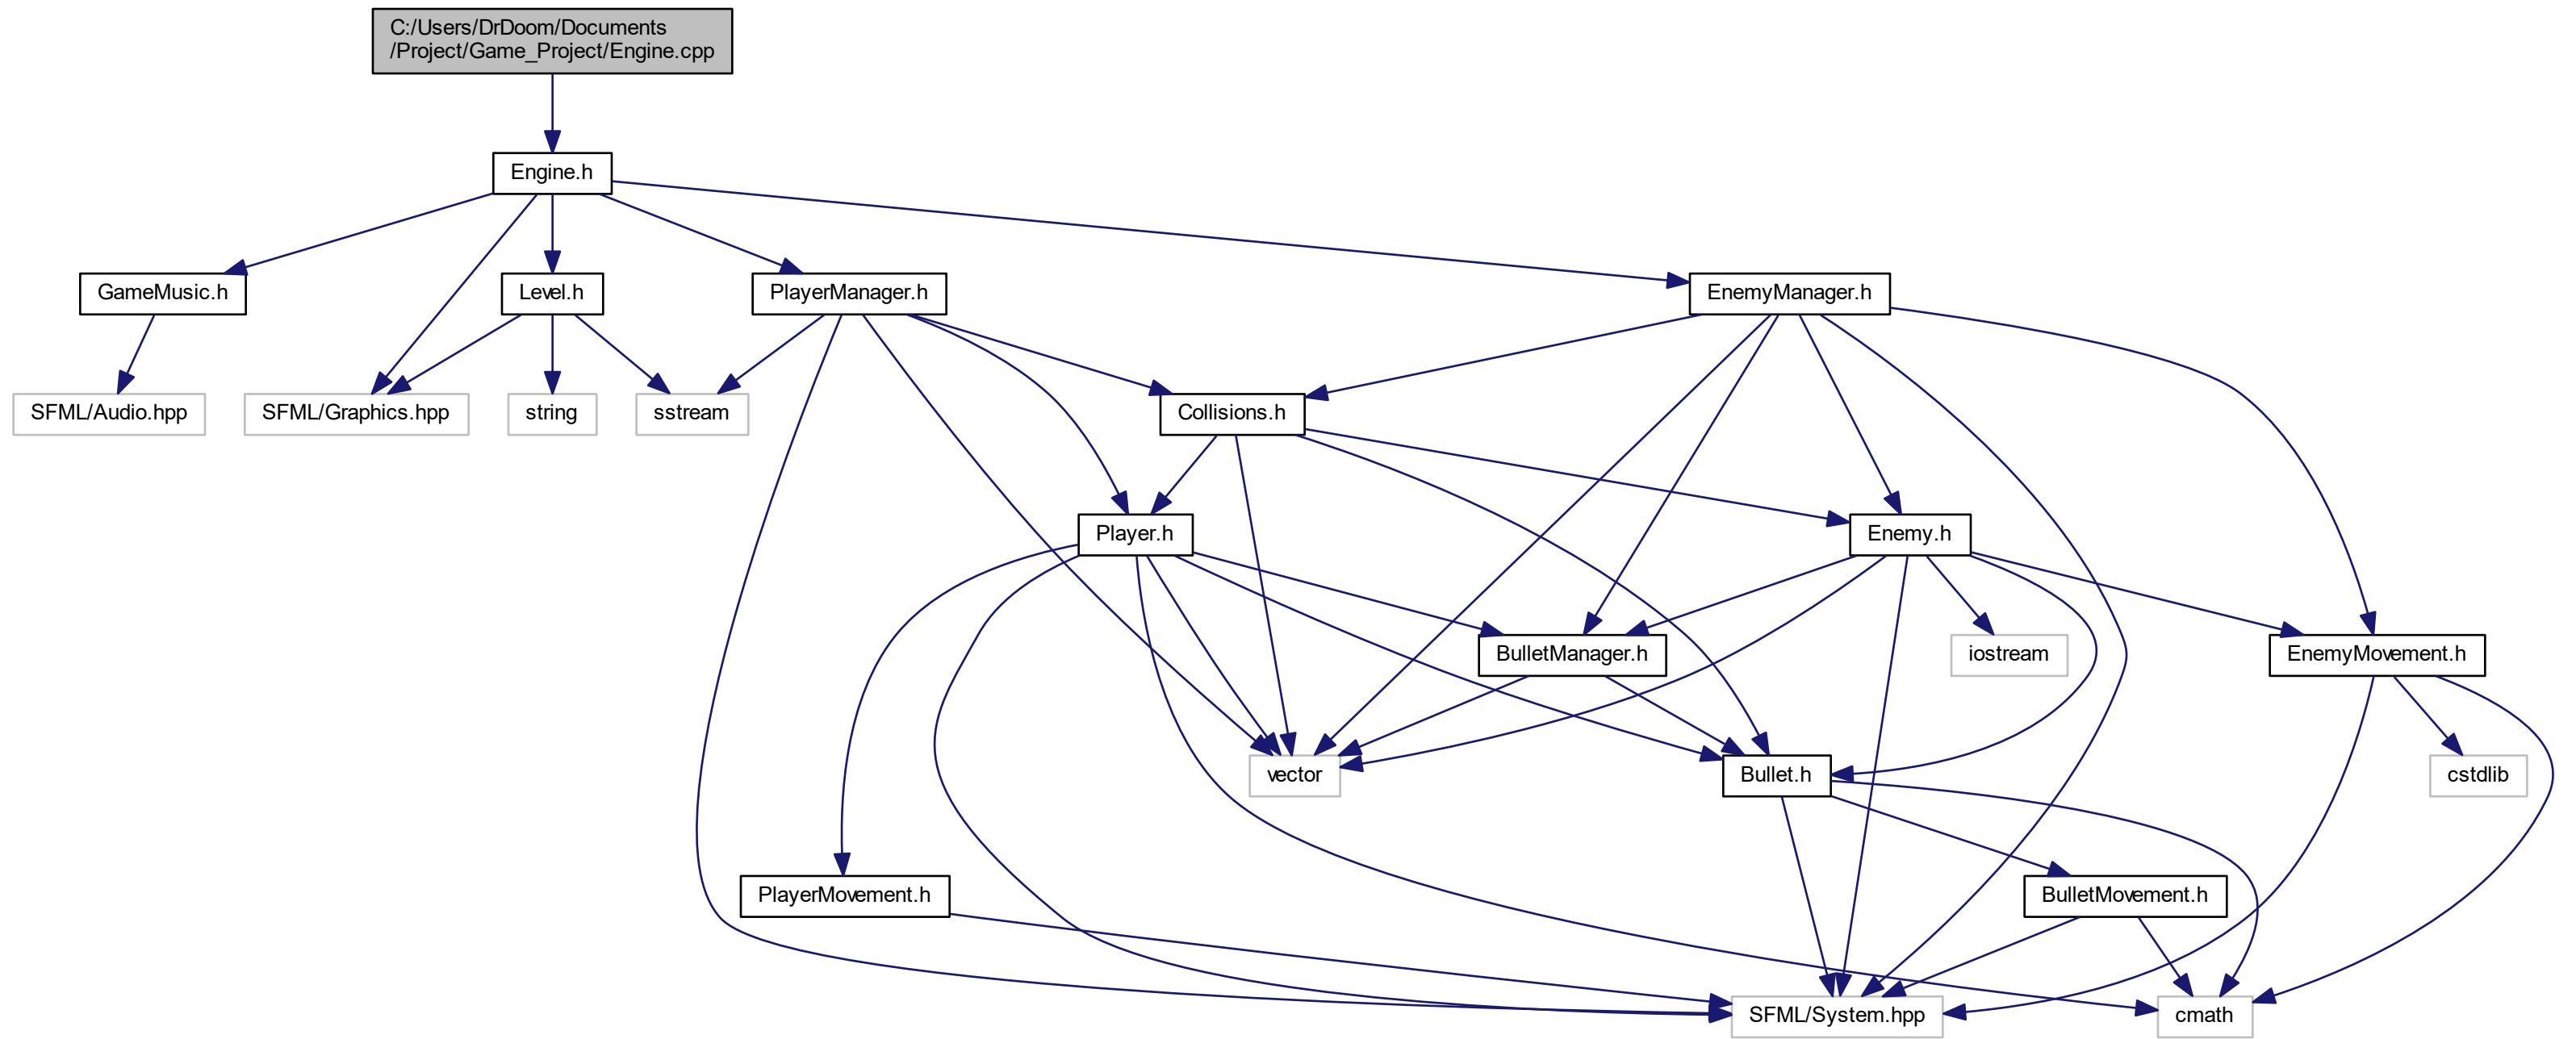 C:/Users/DrDoom/Documents
/Project/Game_Project/Engine.cpp
Engine.h
GameMusic.h
Level.h
PlayerManager.h
EnemyManager.h
SFML/Audio.hpp
SFML/Graphics.hpp
string
sstream
Collisions.h
Player.h
Enemy.h
BulletManager.h
iostream
EnemyMovement.h
vector
Bullet.h
cstdlib
PlayerMovement.h
BulletMovement.h
SFML/System.hpp
cmath